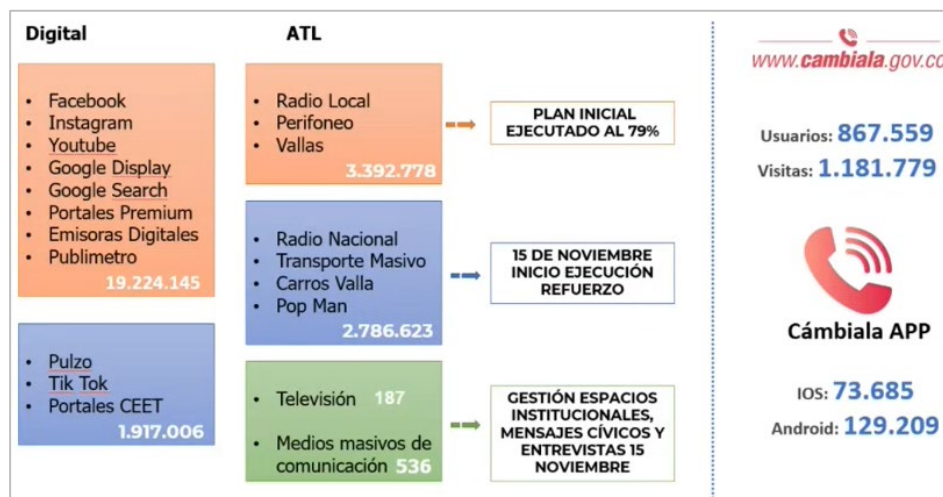 Digital
Facebook
Instagram
Youtube
Google Display
Google Search
Portales Premium
Emisoras Digitales
Publimetro
19.224.145
Pulzo
Tik Tok
Portales CEET
1.917.006
ATL
Radio Local
Perifoneo
Vallas
3.392.778
Radio Nacional
Transporte Masivo
Carros Valla
Pop Man
2.786.623
Televisión 187
Medios masivos de
comunicación 536
PLAN INICIAL
EJECUTADO AL 79%
15 DE NOVIEMBRE
INICIO EJECUCIÓN
REFUERZO
GESTIÓN ESPACIOS
INSTITUCIONALES,
MENSAJES CÍVICOS Y
ENTREVISTAS 15
NOVIEMBRE
www.cambiala.gov.co
Usuarios: 867.559
Visitas: 1.181.779
Cámbiala APP
IOS: 73.685
Android: 129.209